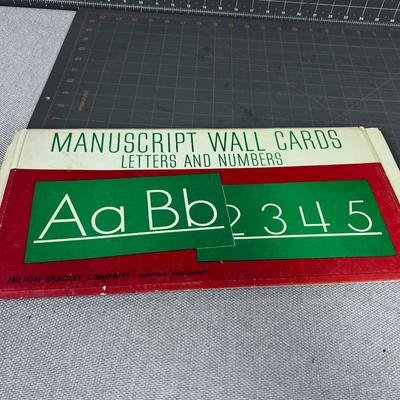 MANUSCRIPT WALL CARDS
LETTERS AND NUMBERS
Aa Bb
2 3 4 5
MILTON BRADLEY COMPANY